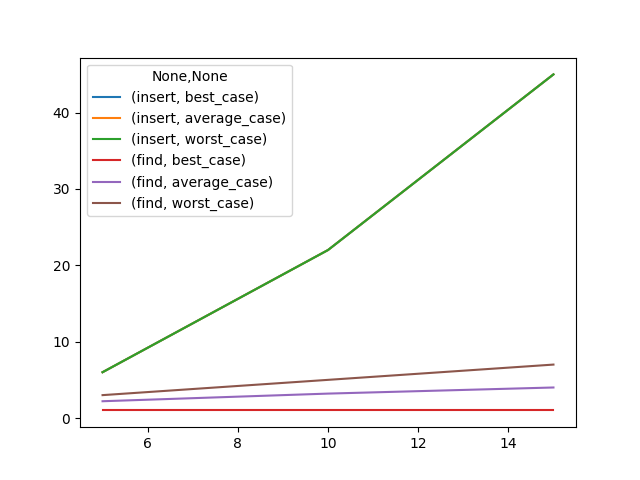 None,None
(insert, best_case)
(insert, average_case)
(insert, worst_case)
(find, best_case)
(find, average_case)
(find, worst_case)
40
30
20
10
0
6 8 10 12 14